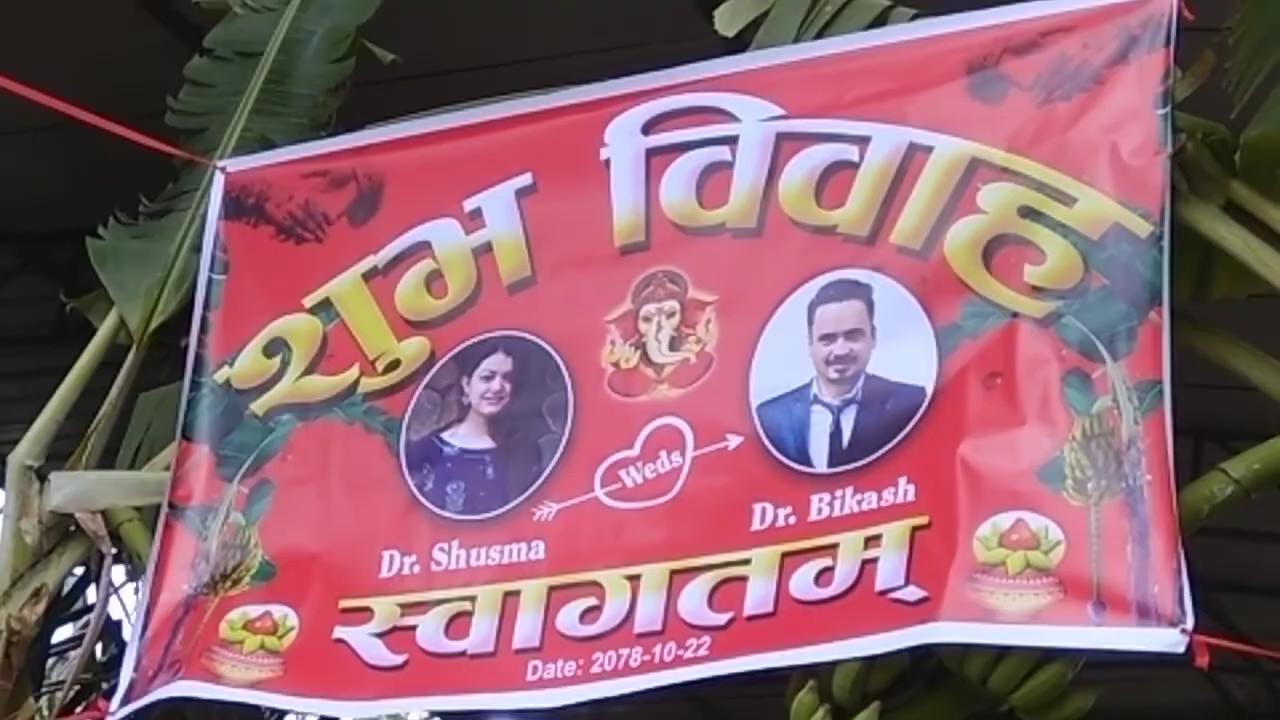 शुभ विवाह
Weds
Dr. Shusma
Dr. Bikash
स्वागतम्
Date: 2078-10-22